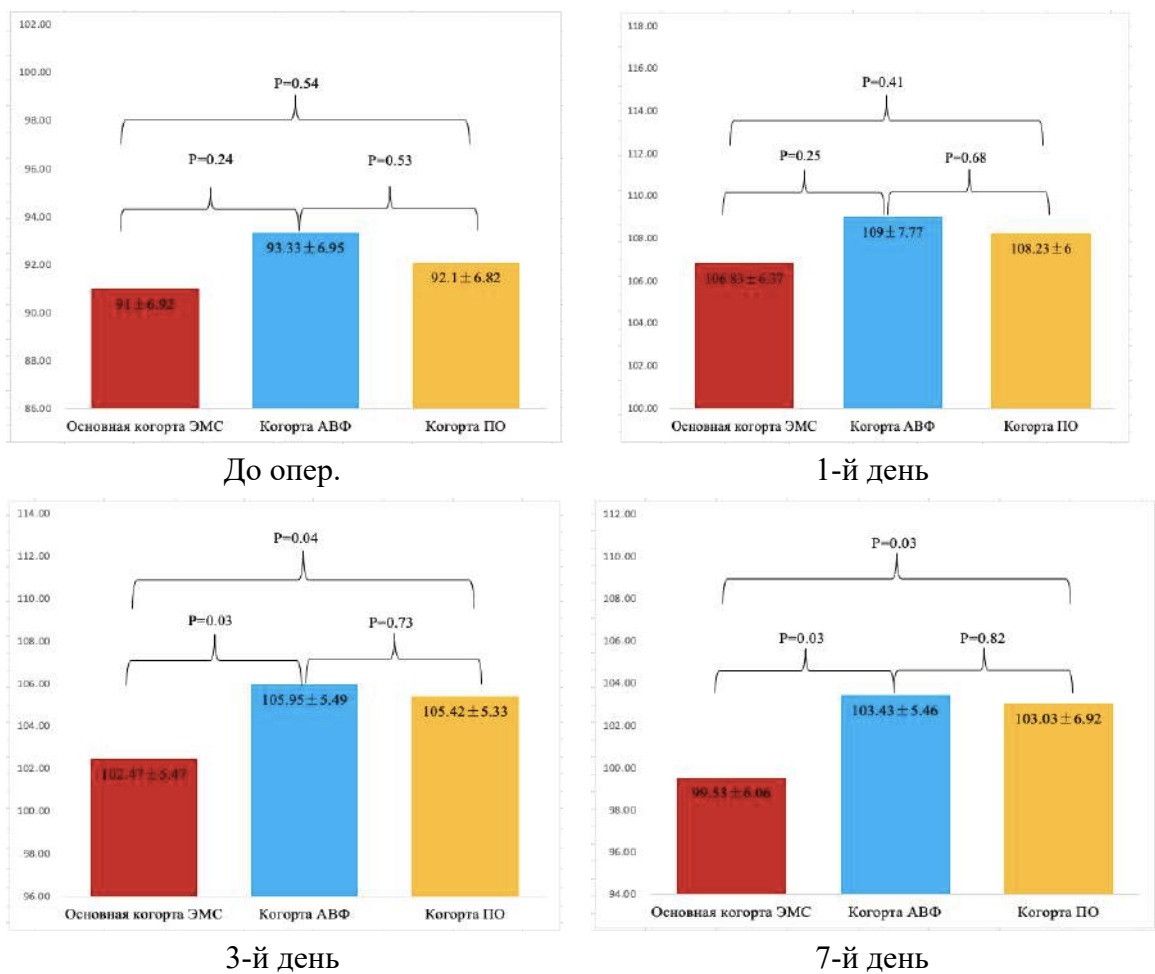 102.00
100.00
98.00
96.00
94.00
92.00
90.00
88.00
86.00
P=0.54
P=0.24
P=0.53
91±6.92
93.33±6.95
92.1±6.82
Основная когорта ЭМС
Когорта АВФ
Когорта ПО
До опер.
118.00
116.00
114.00
112.00
110.00
108.00
106.00
104.00
102.00
100.00
P=0.41
P=0.25
P=0.68
106.83±6.37
109±7.77
108.23±6
Основная когорта ЭМС
Когорта АВФ
Когорта ПО
1-й день
114.00
112.00
110.00
108.00
106.00
104.00
102.00
100.00
98.00
96.00
P=0.04
P=0.03
P=0.73
102.47±5.47
105.95±5.49
105.42±5.33
Основная когорта ЭМС
Когорта АВФ
Когорта ПО
3-й день
112.00
110.00
108.00
106.00
104.00
102.00
100.00
98.00
96.00
94.00
P=0.03
P=0.03
P=0.82
99.53±6.06
103.43±5.46
103.03±6.92
Основная когорта ЭМС
Когорта АВФ
Когорта ПО
7-й день